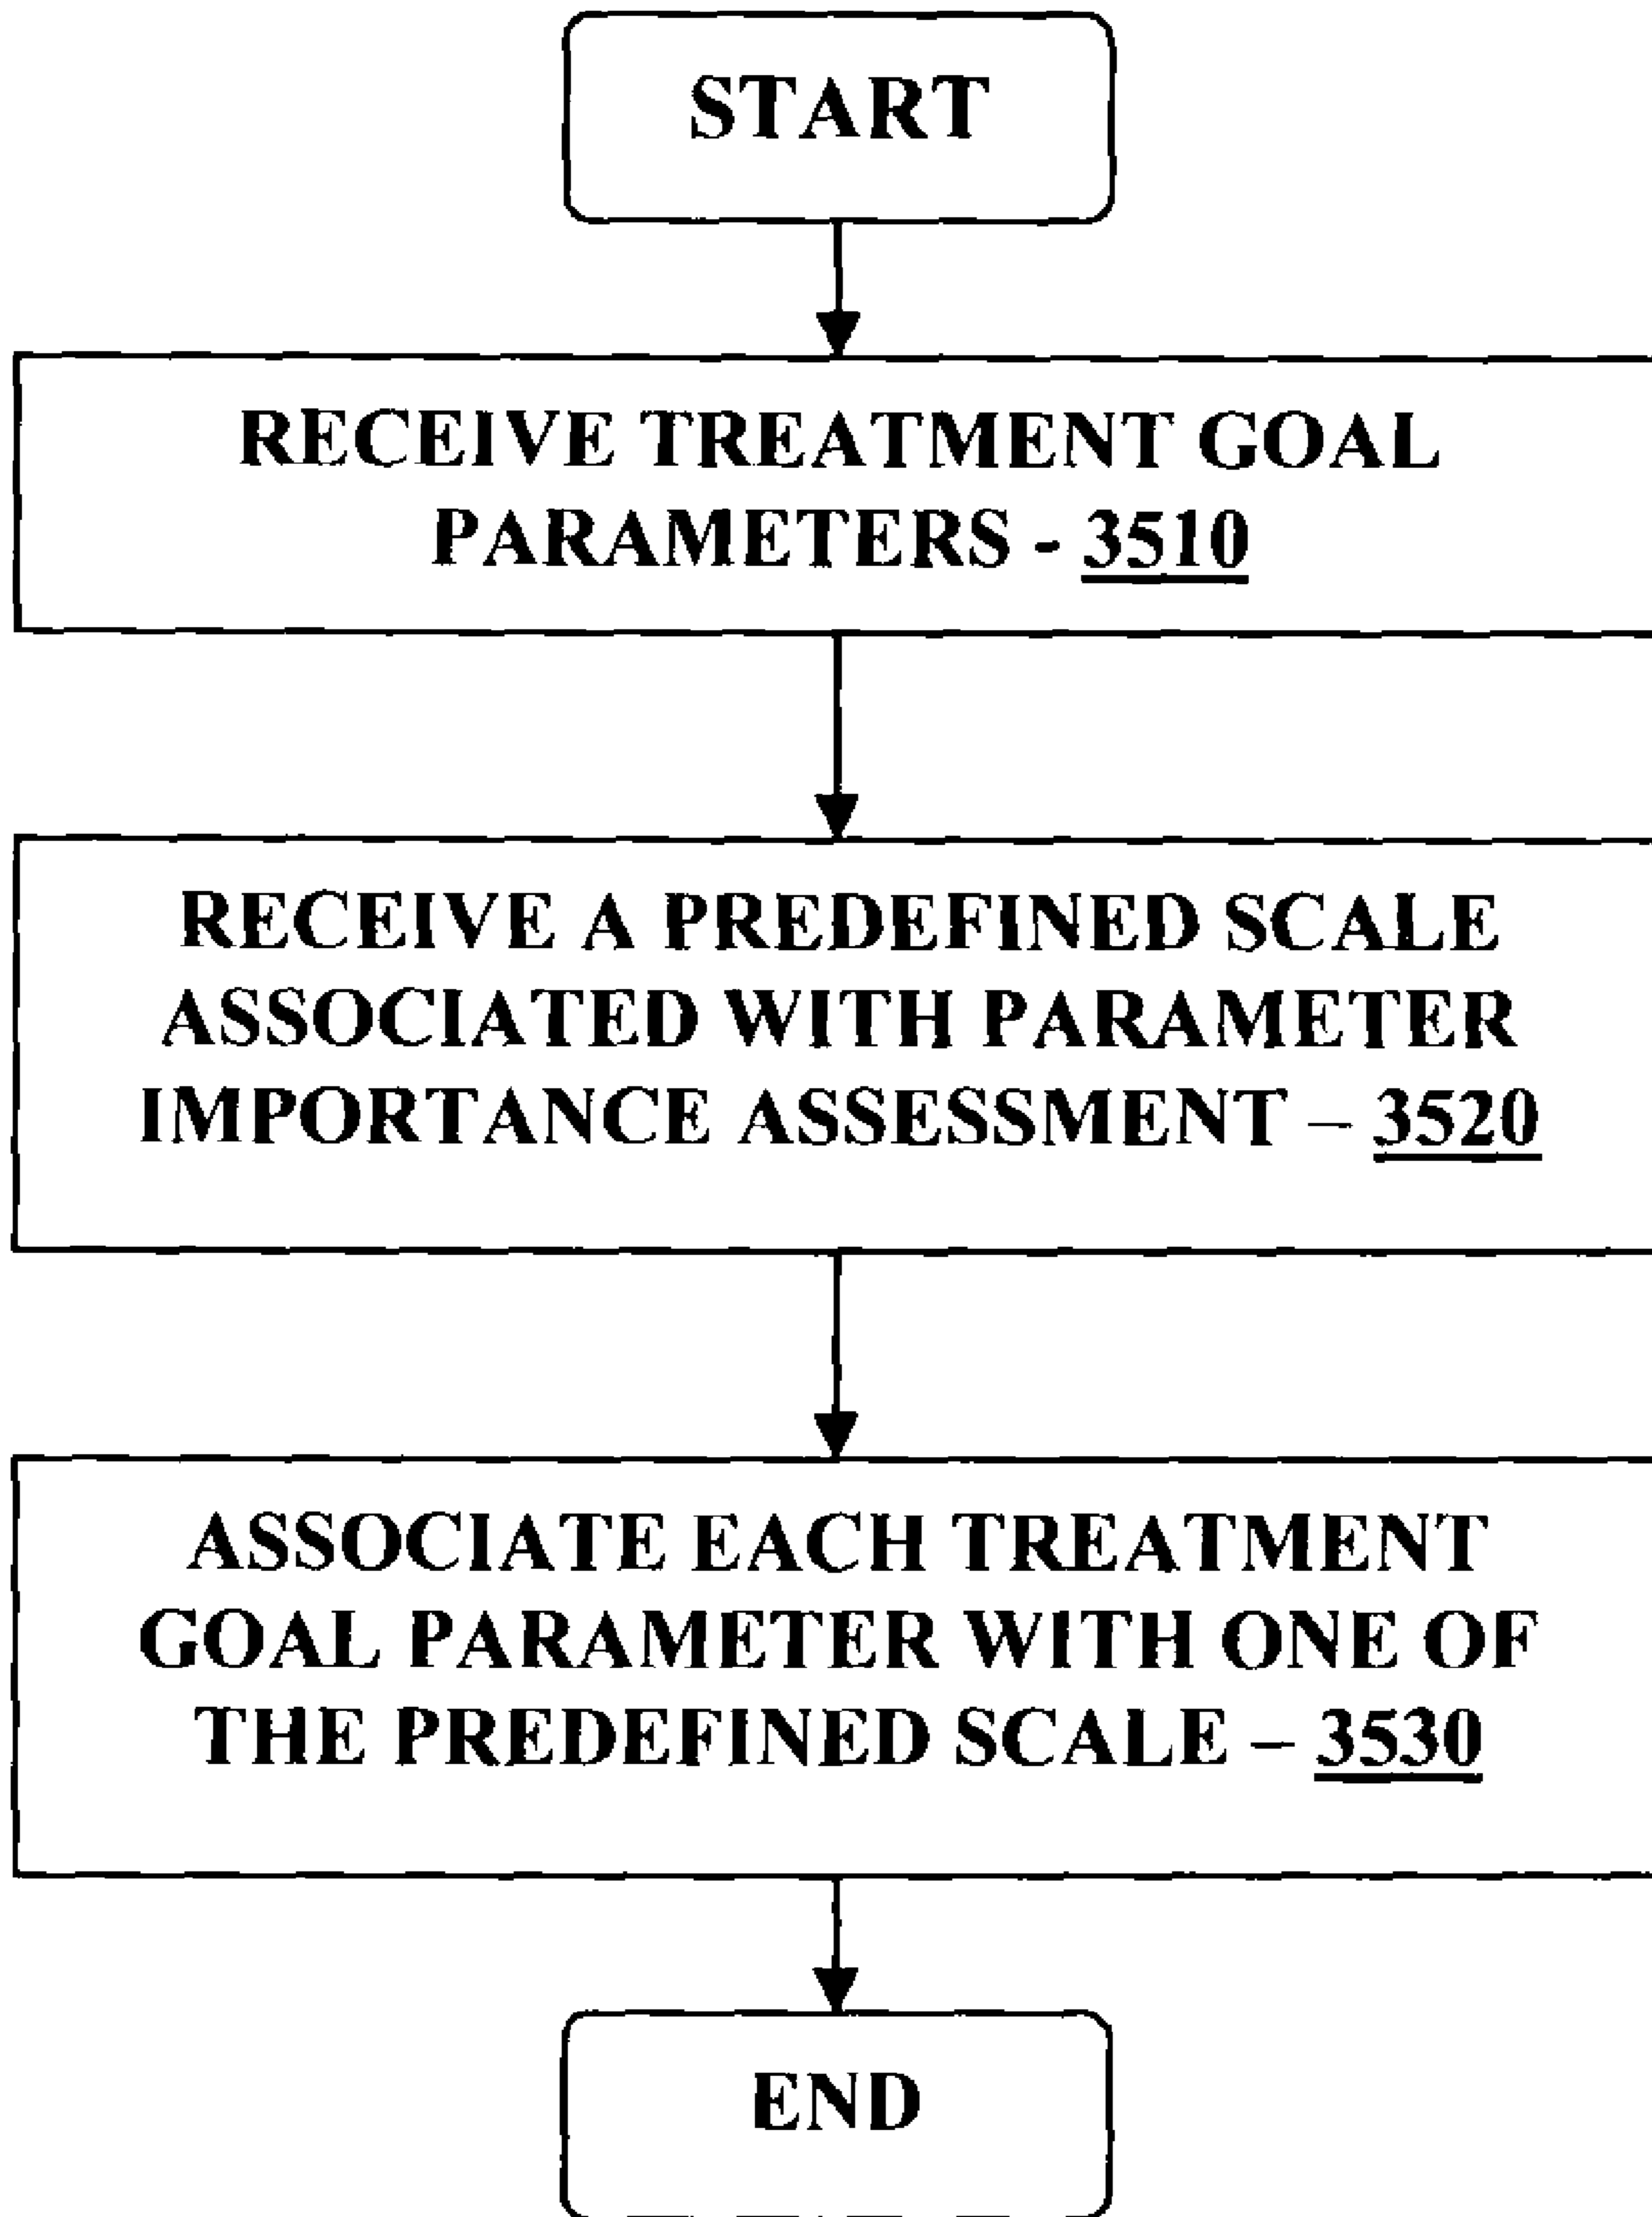 START
RECEIVE TREATMENT GOAL
PARAMETERS - 3510
RECEIVE A PREDEFINED SCALE
ASSOCIATED WITH PARAMETER
IMPORTANCE ASSESSMENT – 3520
ASSOCIATE EACH TREATMENT
GOAL PARAMETER WITH ONE OF
THE PREDEFINED SCALE – 3530
END